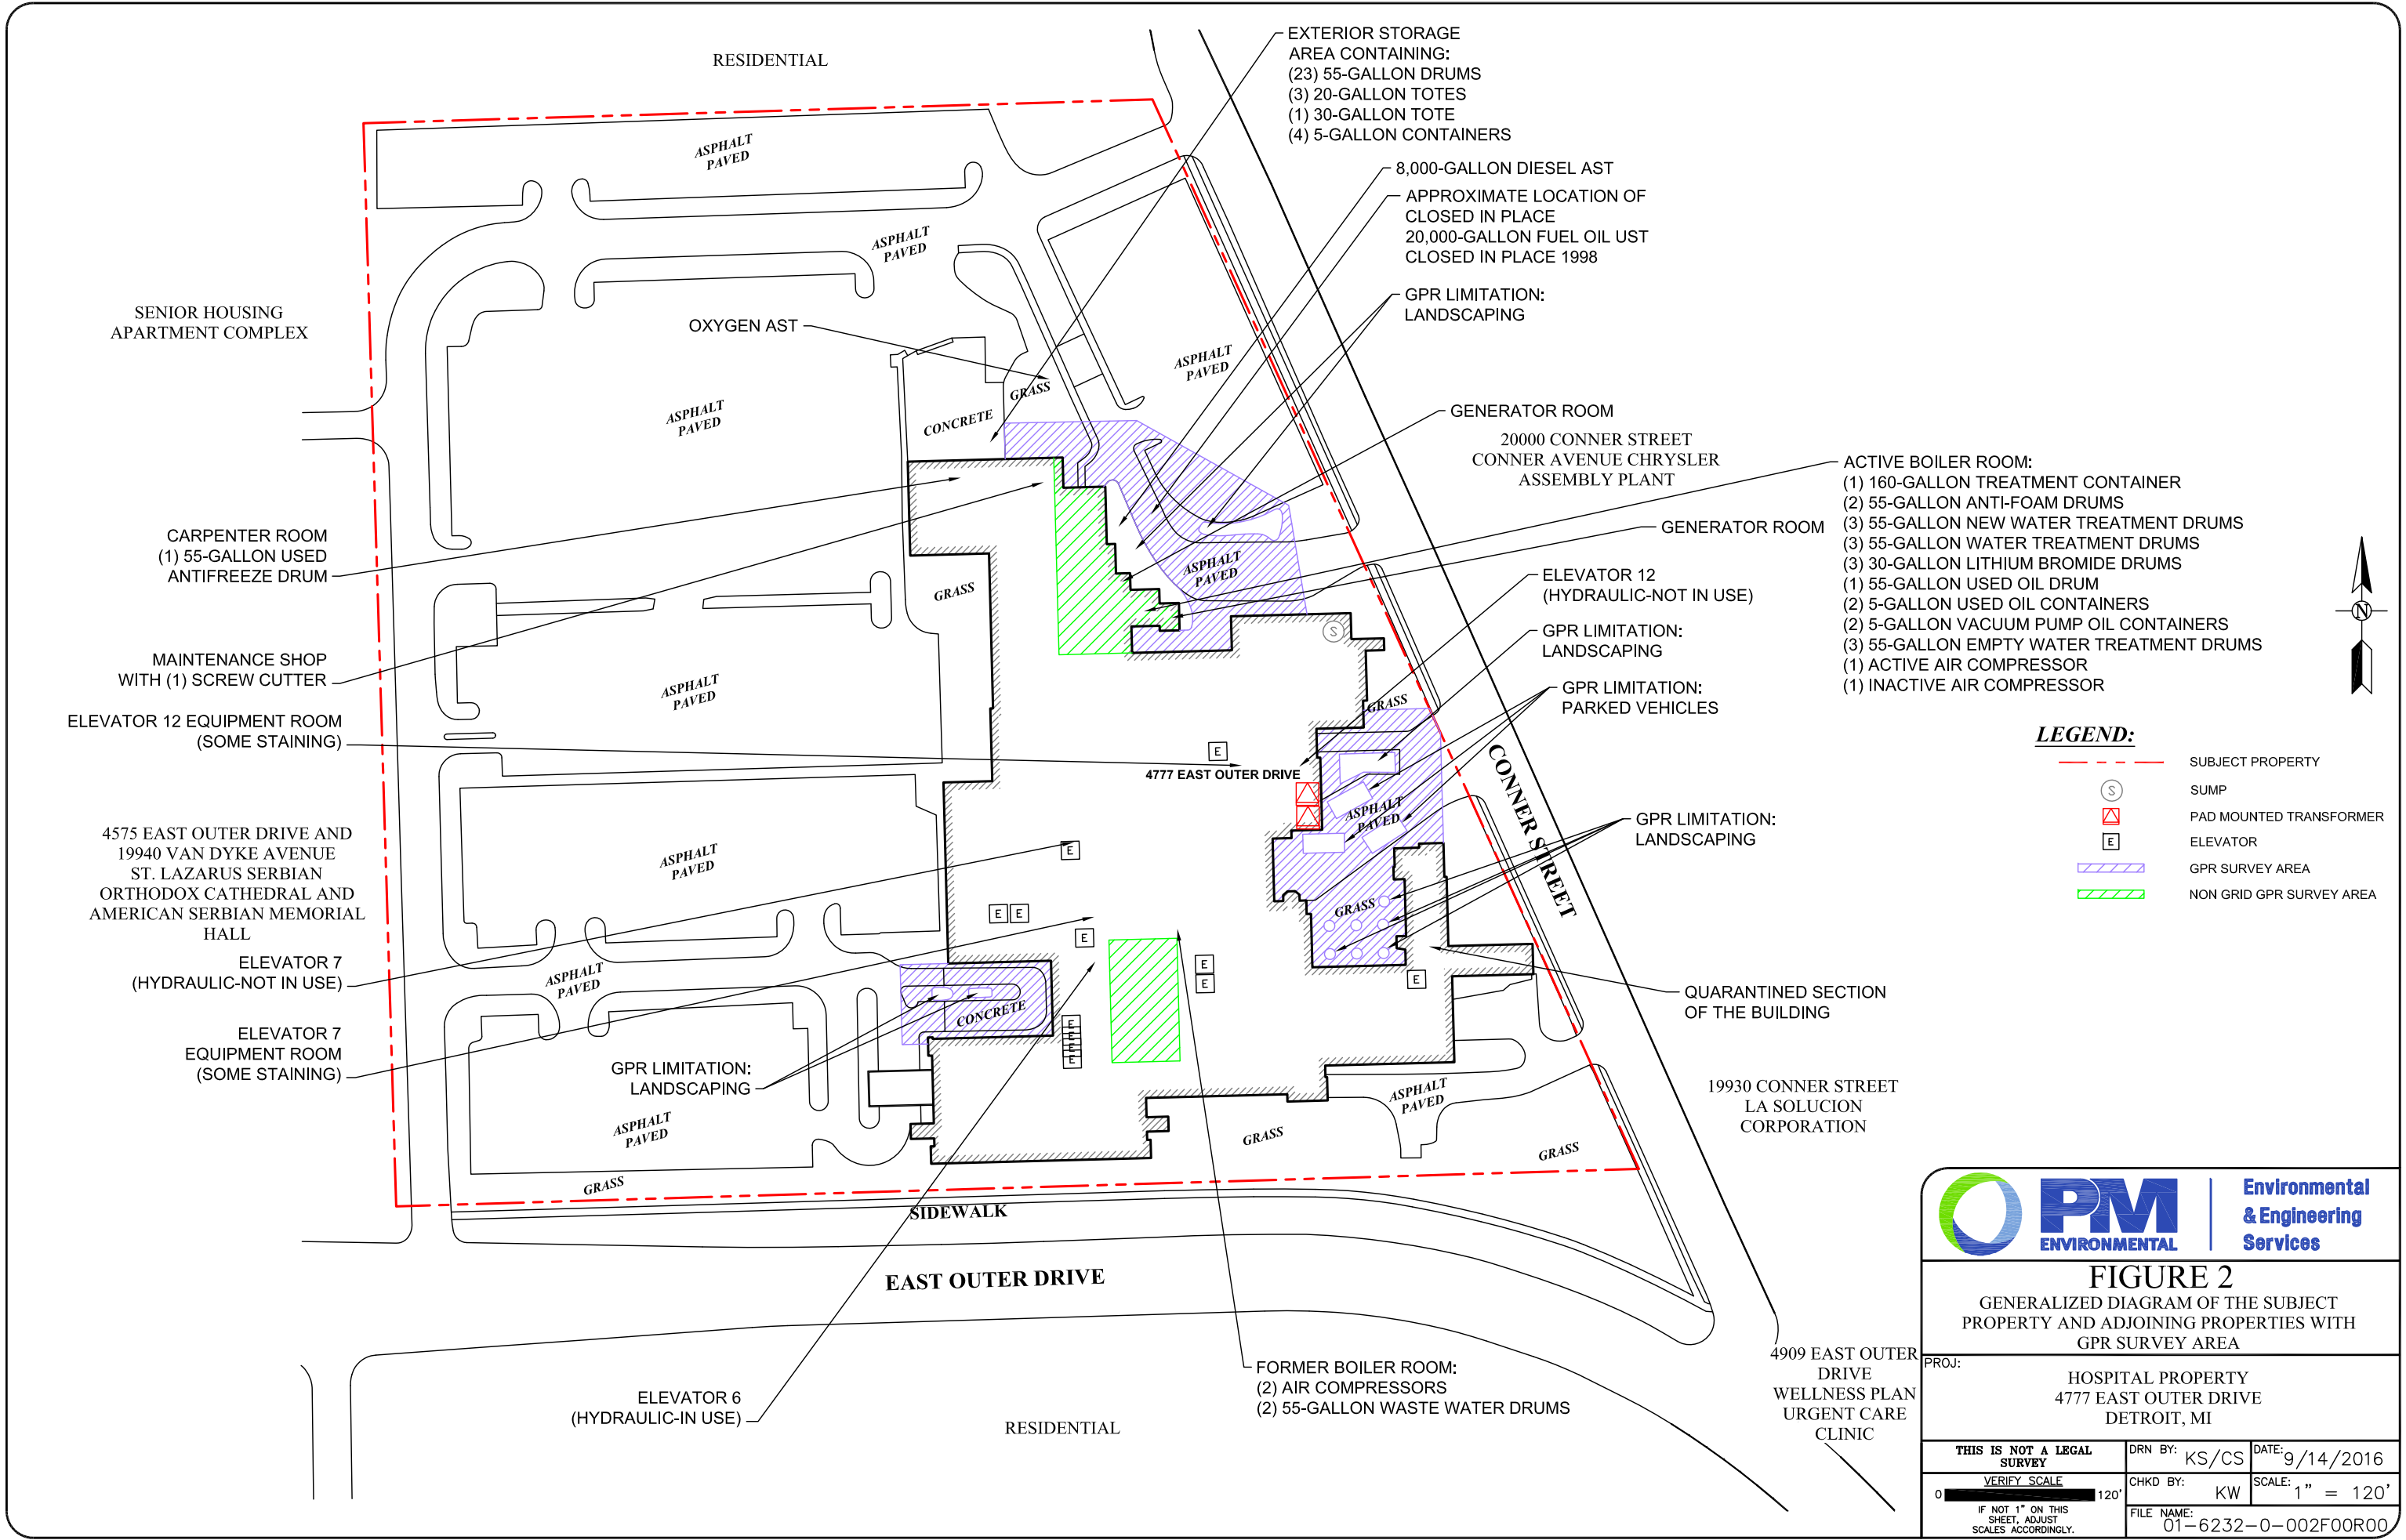 RESIDENTIAL
EXTERIOR STORAGE
AREA CONTAINING:
(23) 55-GALLON DRUMS
(3) 20-GALLON TOTES
(1) 30-GALLON TOTE
(4) 5-GALLON CONTAINERS
8,000-GALLON DIESEL AST
APPROXIMATE LOCATION OF
CLOSED IN PLACE
20,000-GALLON FUEL OIL UST
CLOSED IN PLACE 1998
GPR LIMITATION:
LANDSCAPING
ASPHALT
PAVED
ASPHALT
PAVED
SENIOR HOUSING
APARTMENT COMPLEX
OXYGEN AST
ASPHALT
PAVED
GRASS
CONCRETE
ASPHALT
PAVED
GENERATOR ROOM
20000 CONNER STREET
CONNER AVENUE CHRYSLER
ASSEMBLY PLANT
GENERATOR ROOM
ACTIVE BOILER ROOM:
(1) 160-GALLON TREATMENT CONTAINER
(2) 55-GALLON ANTI-FOAM DRUMS
(3) 55-GALLON NEW WATER TREATMENT DRUMS
(3) 55-GALLON WATER TREATMENT DRUMS
(3) 30-GALLON LITHIUM BROMIDE DRUMS
(1) 55-GALLON USED OIL DRUM
(2) 5-GALLON USED OIL CONTAINERS
(2) 5-GALLON VACUUM PUMP OIL CONTAINERS
(3) 55-GALLON EMPTY WATER TREATMENT DRUMS
(1) ACTIVE AIR COMPRESSOR
(1) INACTIVE AIR COMPRESSOR
N
CARPENTER ROOM
(1) 55-GALLON USED
ANTIFREEZE DRUM
GRASS
ASPHALT
PAVED
ELEVATOR 12
(HYDRAULIC-NOT IN USE)
S
GPR LIMITATION:
LANDSCAPING
MAINTENANCE SHOP
WITH (1) SCREW CUTTER
ASPHALT
PAVED
GRASS
GPR LIMITATION:
PARKED VEHICLES
ELEVATOR 12 EQUIPMENT ROOM
(SOME STAINING)
E
4777 EAST OUTER DRIVE
CONNER STREET
ASPHALT
PAVED
GPR LIMITATION:
LANDSCAPING
LEGEND:
SUBJECT PROPERTY
S
SUMP
PAD MOUNTED TRANSFORMER
E
ELEVATOR
GPR SURVEY AREA
NON GRID GPR SURVEY AREA
4575 EAST OUTER DRIVE AND
19940 VAN DYKE AVENUE
ST. LAZARUS SERBIAN
ORTHODOX CATHEDRAL AND
AMERICAN SERBIAN MEMORIAL
HALL
ASPHALT
PAVED
E
E E
E
GRASS
ELEVATOR 7
(HYDRAULIC-NOT IN USE)
ASPHALT
PAVED
CONCRETE
E
E
E
QUARANTINED SECTION
OF THE BUILDING
ELEVATOR 7
EQUIPMENT ROOM
(SOME STAINING)
E
E
E
E
GPR LIMITATION:
LANDSCAPING
ASPHALT
PAVED
ASPHALT
PAVED
GRASS
GRASS
GRASS
19930 CONNER STREET
LA SOLUCION
CORPORATION
SIDEWALK
EAST OUTER DRIVE
ELEVATOR 6
(HYDRAULIC-IN USE)
FORMER BOILER ROOM:
(2) AIR COMPRESSORS
(2) 55-GALLON WASTE WATER DRUMS
RESIDENTIAL
4909 EAST OUTER
DRIVE
WELLNESS PLAN
URGENT CARE
CLINIC
PM
ENVIRONMENTAL
Environmental
& Engineering
Services
FIGURE 2
GENERALIZED DIAGRAM OF THE SUBJECT
PROPERTY AND ADJOINING PROPERTIES WITH
GPR SURVEY AREA
PROJ:
HOSPITAL PROPERTY
4777 EAST OUTER DRIVE
DETROIT, MI
THIS IS NOT A LEGAL
SURVEY
DRN BY: KS/CS
DATE: 9/14/2016
VERIFY SCALE
0 120'
IF NOT 1" ON THIS
SHEET, ADJUST
SCALES ACCORDINGLY.
CHKD BY: KW
SCALE: 1" = 120'
FILE NAME:
01-6232-0-002F00R00